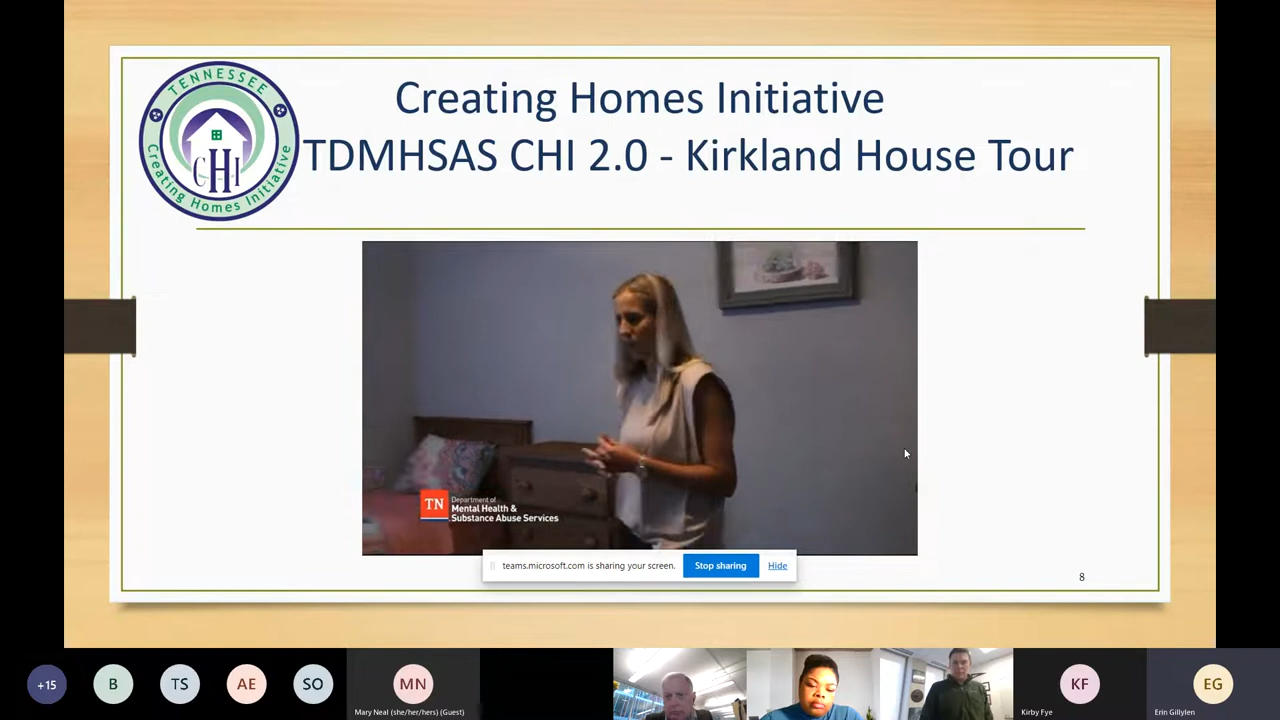 TENNESSEE
CHI
Creating Homes Initiative
Creating Homes Initiative
TDMHSAS CHI 2.0 - Kirkland House Tour
TN
Department of
Mental Health &
Substance Abuse Services
teams.microsoft.com is sharing your screen.
Stop sharing
Hide
8
+15
B
TS
AE
SO
MN
KF
EG
Mary Neal (she/her/hers) (Guest)
Kirby Fye
Erin Gillylen